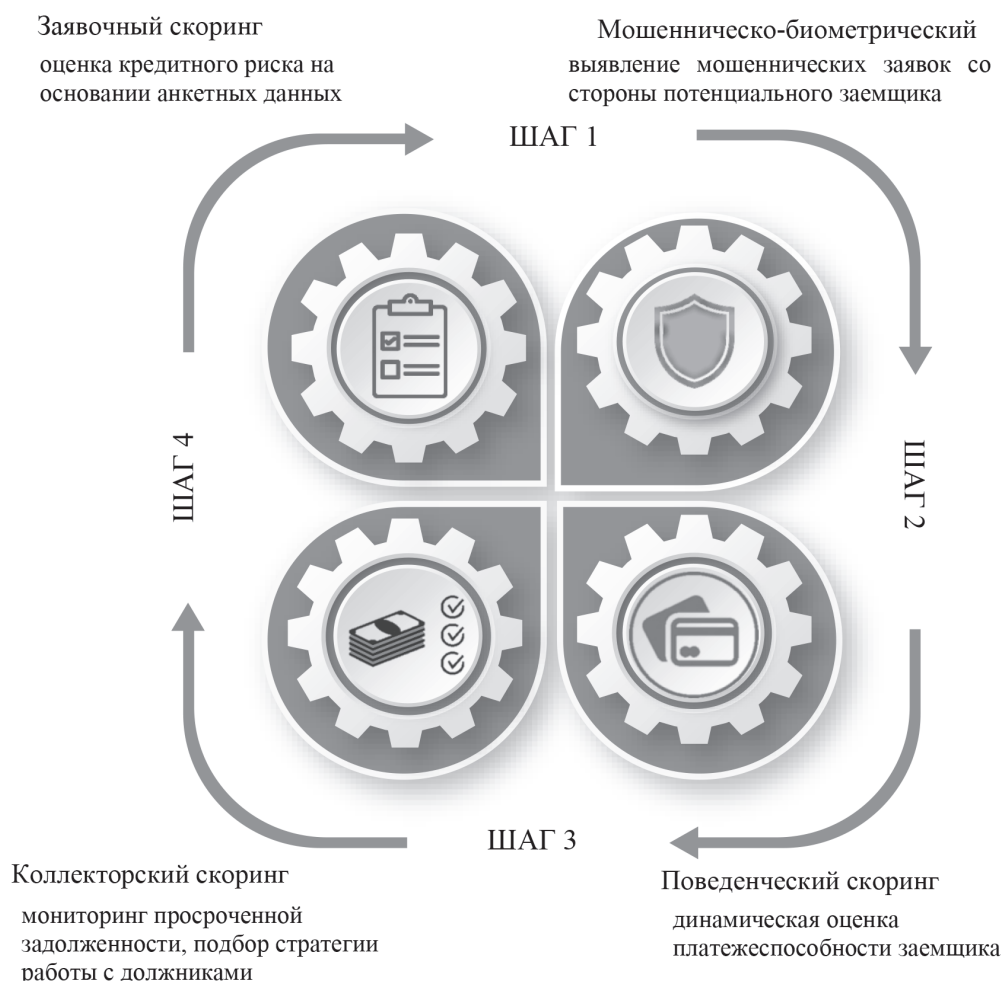 Заявочный скоринг
оценка кредитного риска на
основании анкетных данных
Мошенническо-биометрический
выявление мошеннических заявок со
стороны потенциального заемщика
ШАГ 1
ШАГ 4
ШАГ 2
ШАГ 3
Коллекторский скоринг
мониторинг просроченной
задолженности, подбор стратегии
работы с должниками
Поведенческий скоринг
динамическая оценка
платежеспособности заемщика